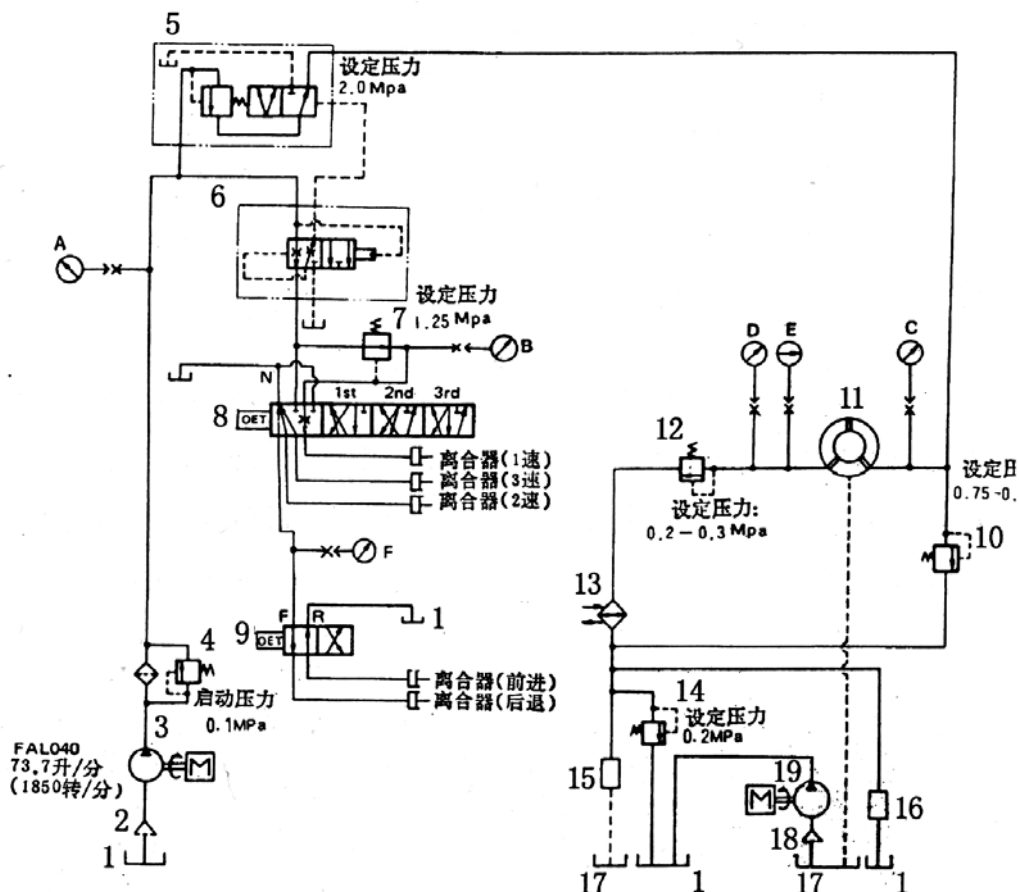 5
设定压力
2.0 Mpa
6
A
设定压力
7
1.25 Mpa
B
D
E
C
N
1st
2nd
3rd
8
OET
11
12
离合器(1速)
离合器(3速)
离合器(2速)
设定压力:
0.2-0.3 Mpa
0.75~0.
10
F
13
F
R
1
9
OET
4
离合器(前进)
离合器(后退)
启动压力
0.1MPa
14
设定压力
0.2MPa
3
FAL040
73.7升/分
(1850转/分)
M
15
19
M
16
2
18
1
17
1
17
1